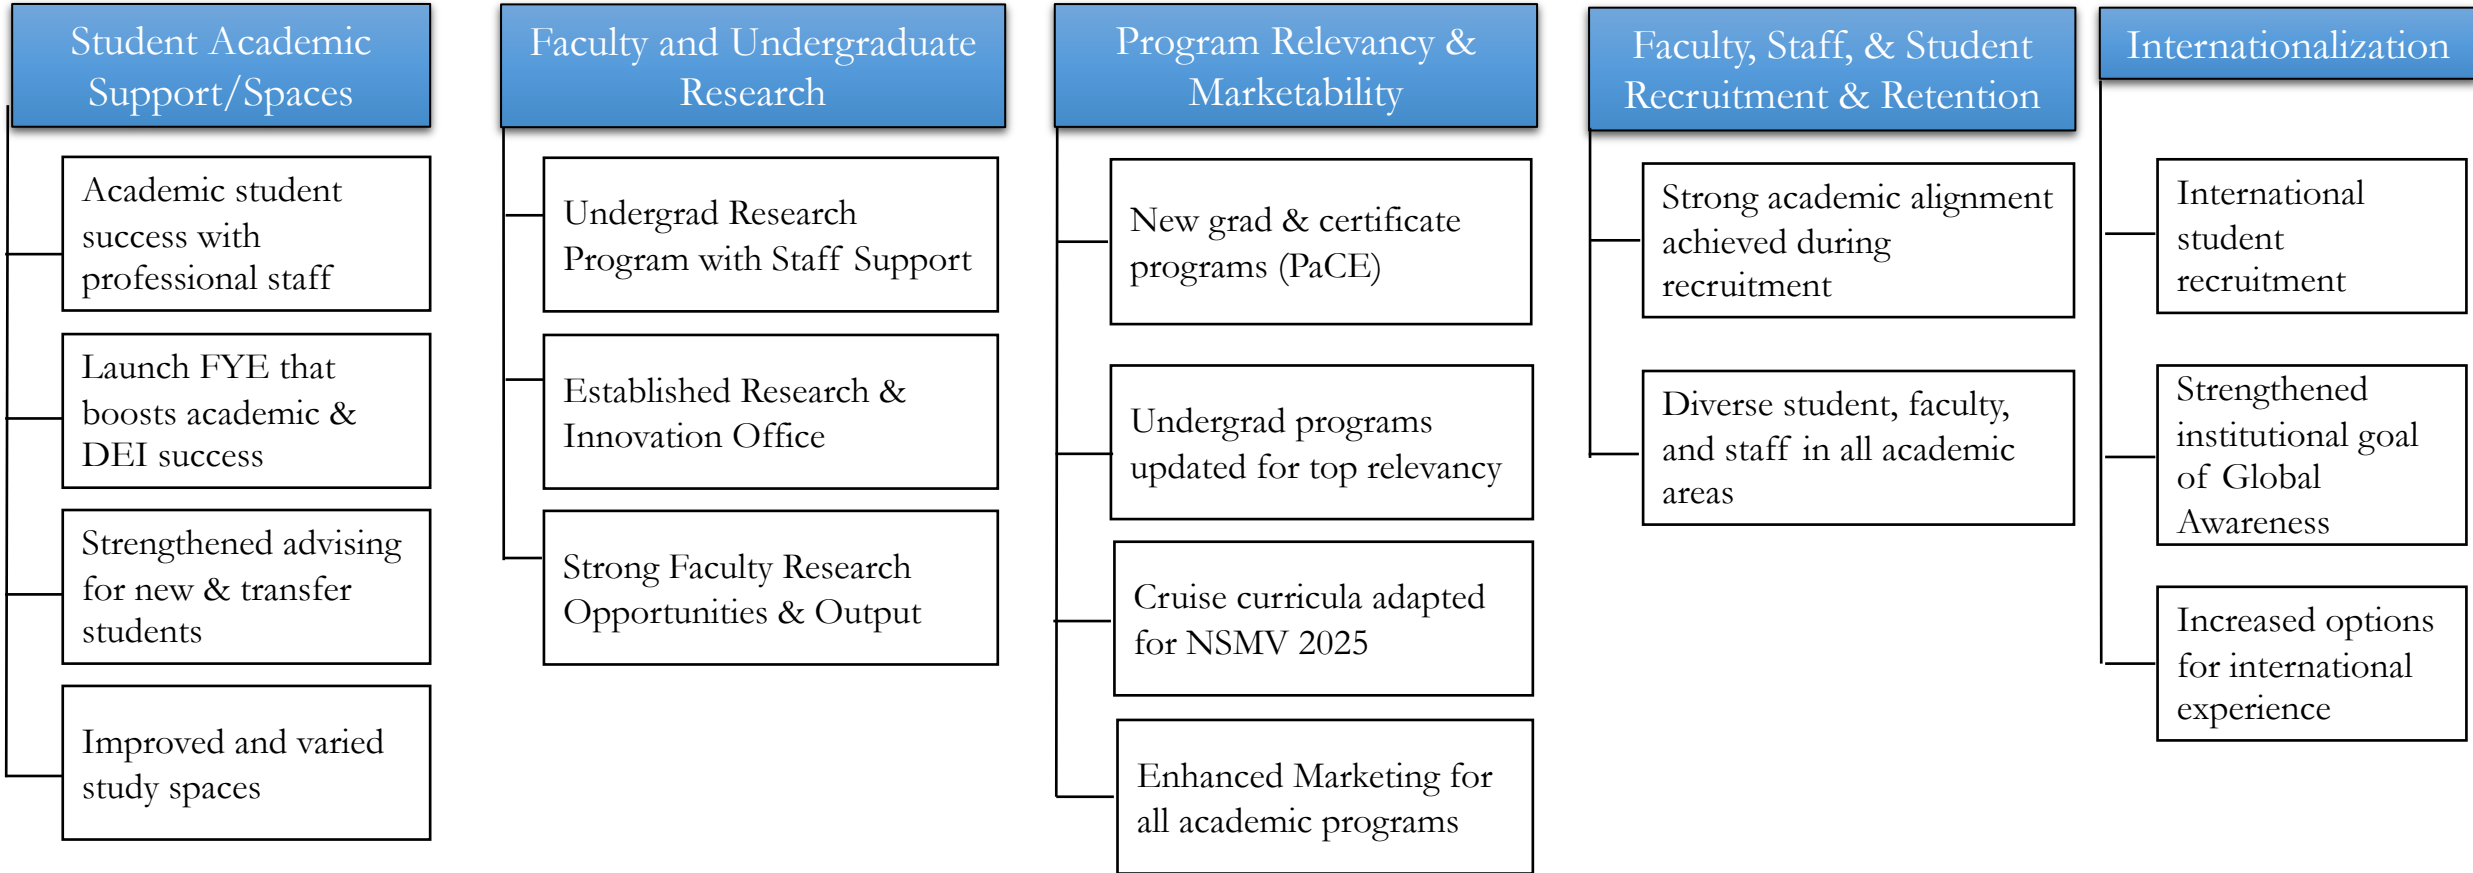 Student Academic
Support/Spaces
Academic student
success with
professional staff
Launch FYE that
boosts academic &
DEI success
Strengthened advising
for new & transfer
students
Improved and varied
study spaces
Faculty and Undergraduate
Research
Undergrad Research
Program with Staff Support
Established Research &
Innovation Office
Strong Faculty Research
Opportunities & Output
Program Relevancy &
Marketability
New grad & certificate
programs (PaCE)
Undergrad programs
updated for top relevancy
Cruise curricula adapted
for NSMV 2025
Enhanced Marketing for
all academic programs
Faculty, Staff, & Student
Recruitment & Retention
Strong academic alignment
achieved during
recruitment
Diverse student, faculty,
and staff in all academic
areas
Internationalization
International
student
recruitment
Strengthened
institutional goal
of Global
Awareness
Increased options
for international
experience